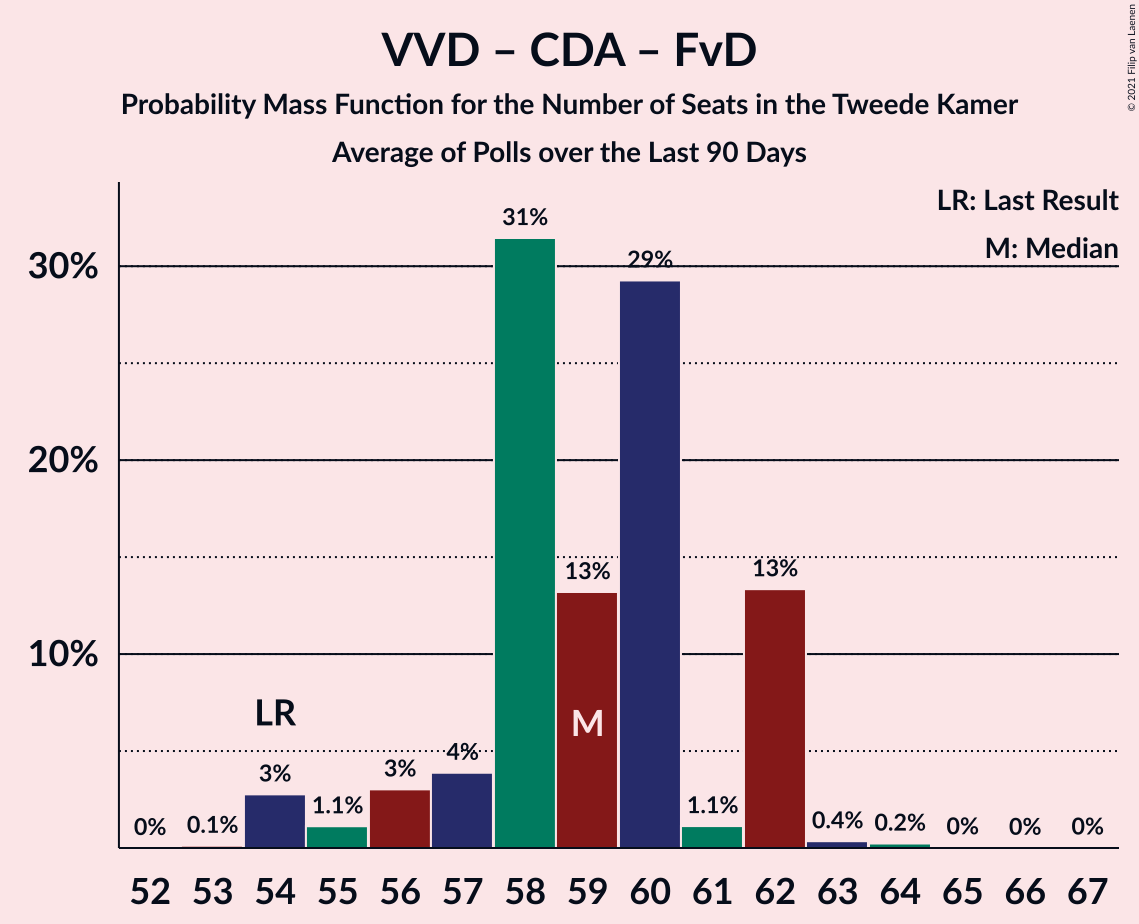 VVD – CDA – FvD
Probability Mass Function for the Number of Seats in the Tweede Kamer
Average of Polls over the Last 90 Days
© 2021 Filip van Laenen
LR: Last Result
M: Median
30%
20%
10%
0%
0.1%
3%
1.1%
3%
4%
31%
13%
29%
1.1%
13%
0.4%
0.2%
0%
0%
0%
LR
M
52 53 54 55 56 57 58 59 60 61 62 63 64 65 66 67